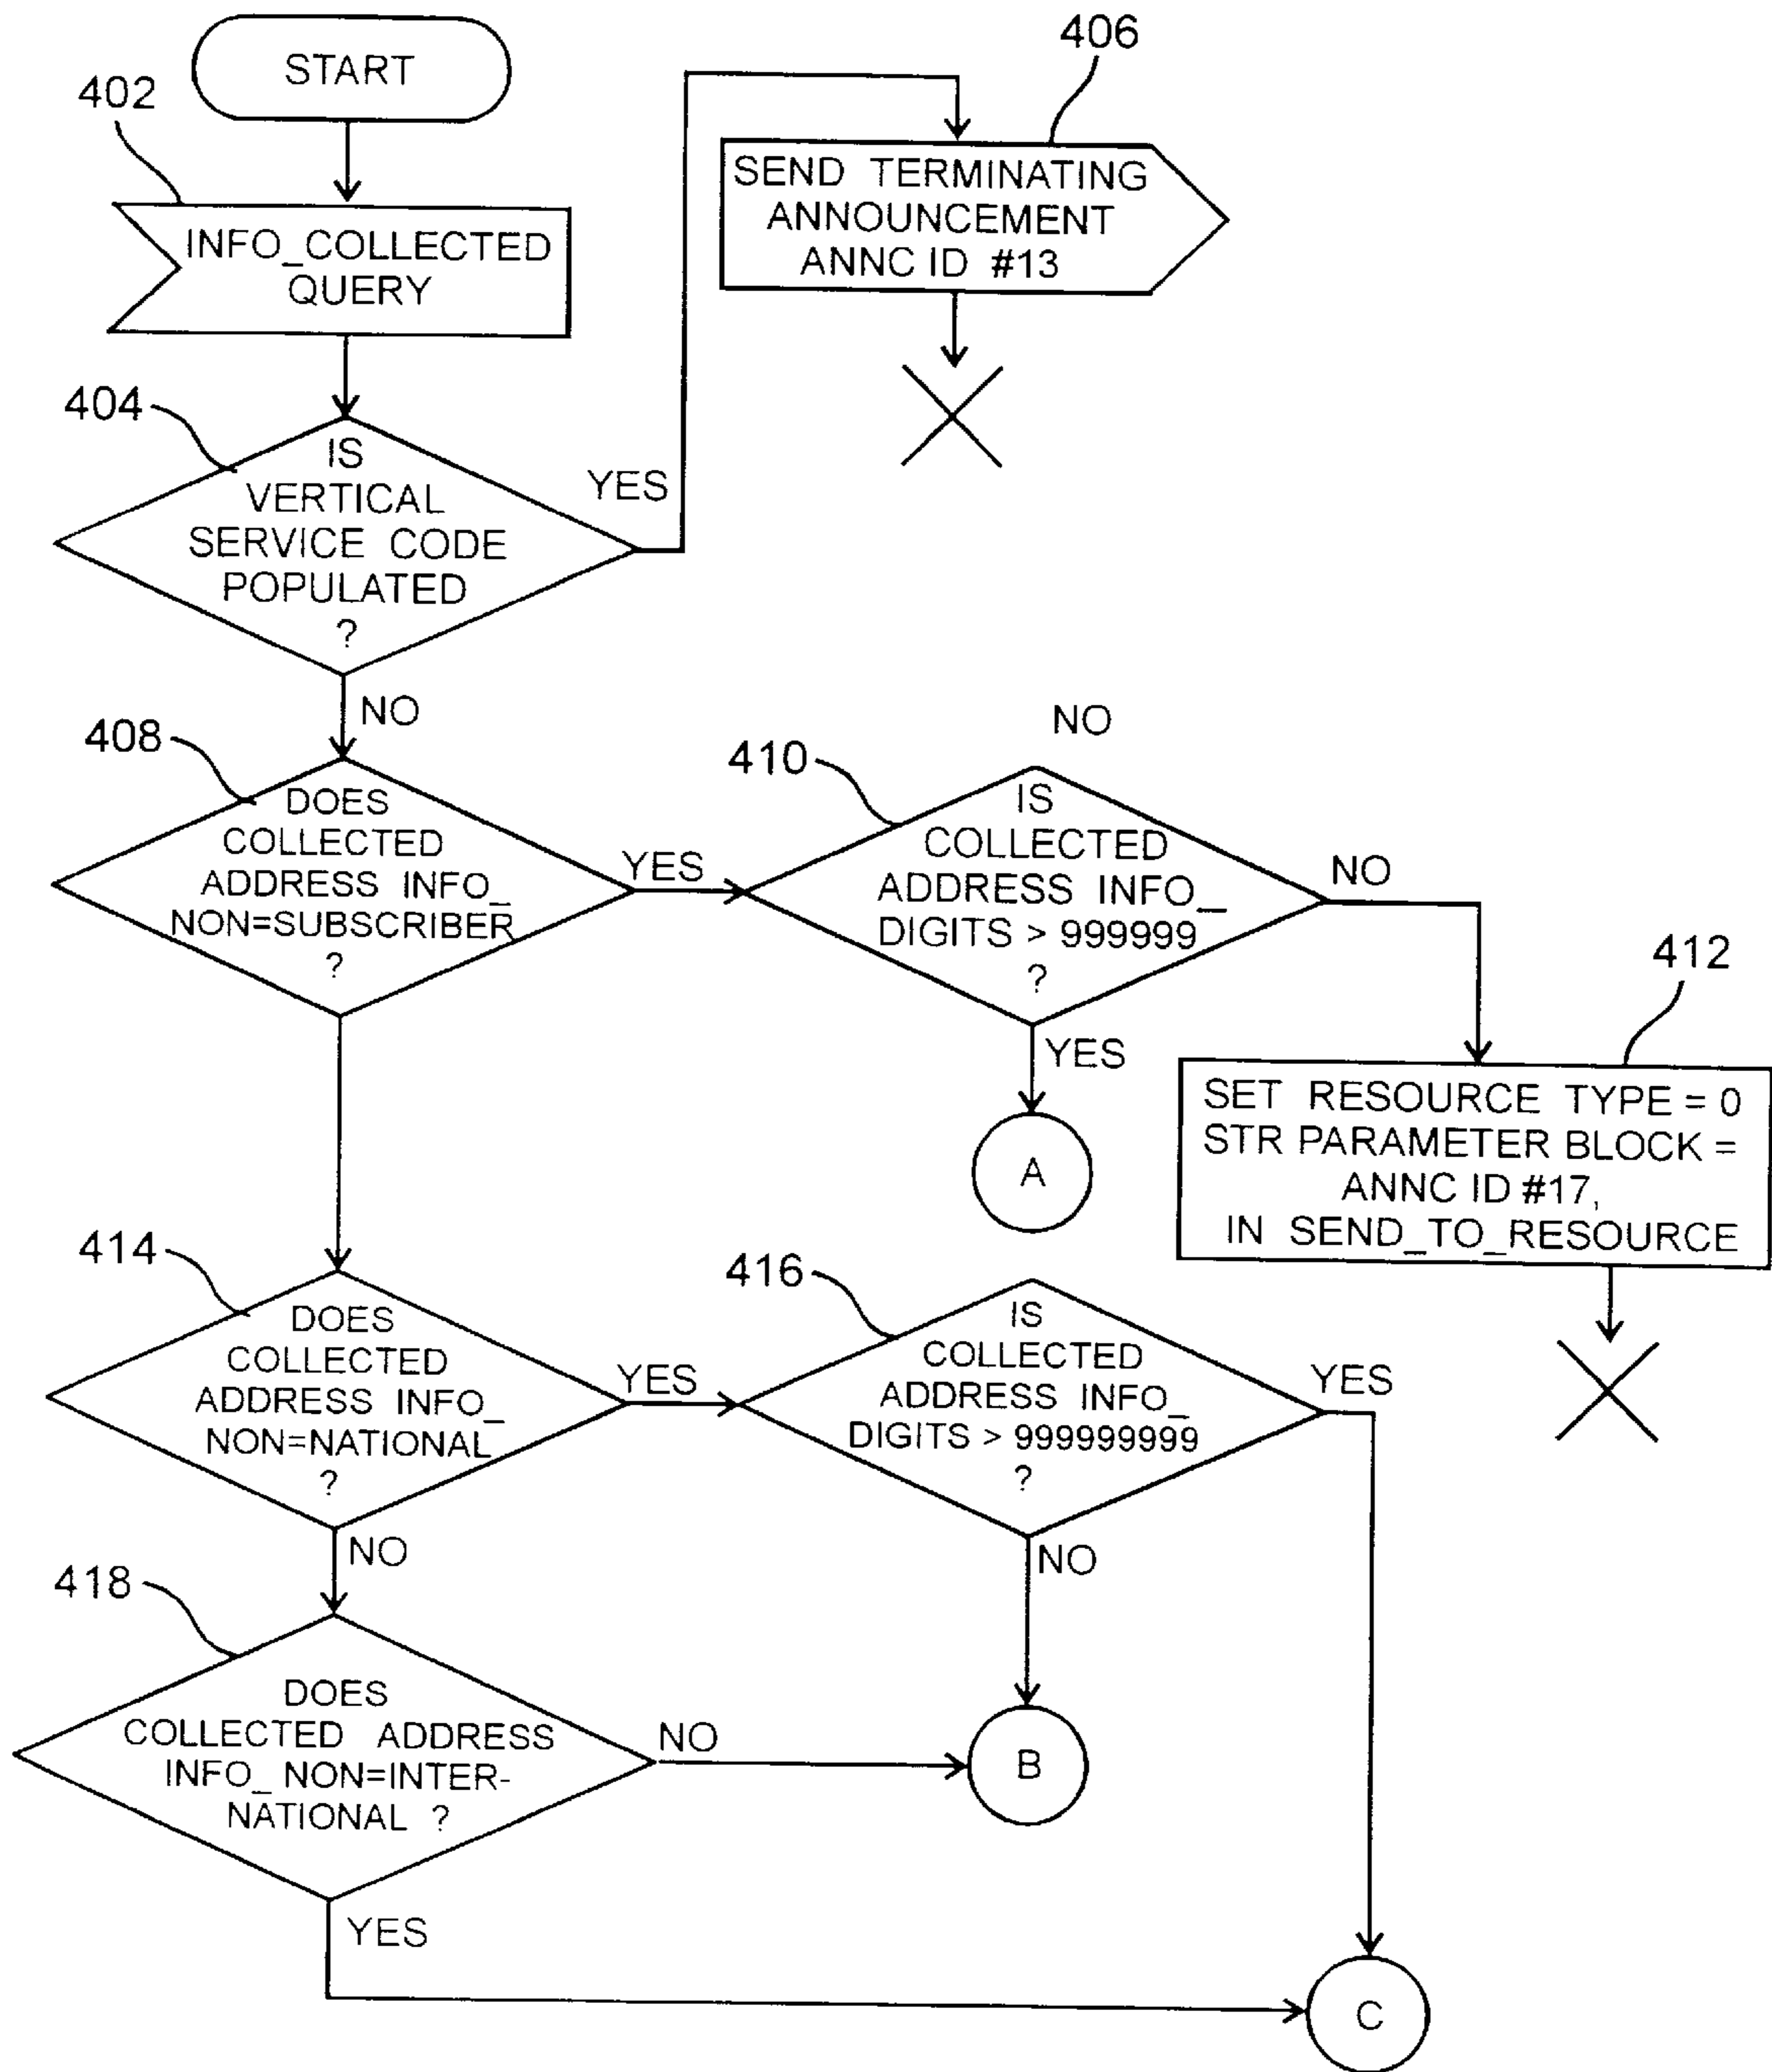 START
402
INFO_COLLECTED
QUERY
406
SEND TERMINATING
ANNOUNCEMENT
ANNC ID #13
404
IS
VERTICAL
SERVICE CODE
POPULATED
?
YES
NO
408
DOES
COLLECTED
ADDRESS INFO_
NON=SUBSCRIBER
?
YES
NO
410
IS
COLLECTED
ADDRESS INFO_
DIGITS > 999999
?
NO
YES
A
412
SET RESOURCE TYPE = 0
STR PARAMETER BLOCK =
ANNC ID #17,
IN SEND_TO_RESOURCE
414
DOES
COLLECTED
ADDRESS INFO_
NON=NATIONAL
?
YES
NO
416
IS
COLLECTED
ADDRESS INFO_
DIGITS > 999999999
?
YES
NO
418
DOES
COLLECTED ADDRESS
INFO_ NON=INTER-
NATIONAL ?
NO
B
YES
C